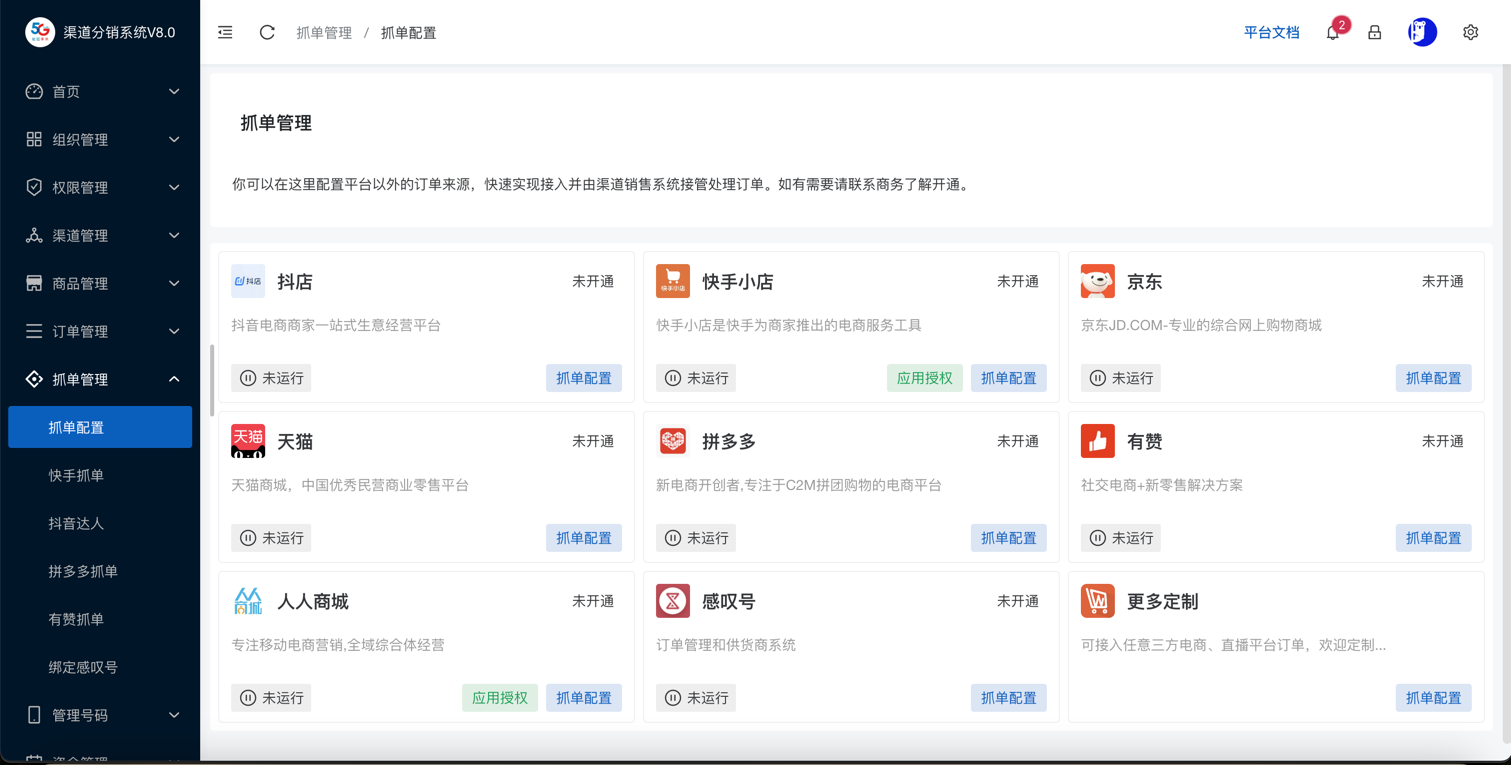 5G
渠道分销系统V8.0
抓单管理 / 抓单配置
平台文档
2
首页
组织管理
权限管理
渠道管理
商品管理
订单管理
抓单管理
抓单配置
快手抓单
抖音达人
拼多多抓单
有赞抓单
绑定感叹号
管理号码
抓单管理
你可以在这里配置平台以外的订单来源，快速实现接入并由渠道销售系统接管处理订单。如有需要请联系商务了解开通。
抖店
抖店
未开通
抖音电商商家一站式生意经营平台
未运行
抓单配置
快手小店
快手小店
未开通
快手小店是快手为商家推出的电商服务工具
未运行
应用授权
抓单配置
京东
未开通
京东JD.COM-专业的综合网上购物商城
未运行
抓单配置
天猫
天猫
未开通
天猫商城，中国优秀民营商业零售平台
未运行
抓单配置
拼多多
未开通
新电商开创者,专注于C2M拼团购物的电商平台
未运行
抓单配置
有赞
未开通
社交电商+新零售解决方案
未运行
抓单配置
商城
人人商城
未开通
专注移动电商营销,全域综合体经营
未运行
应用授权
抓单配置
感叹号
未开通
订单管理和供货商系统
未运行
抓单配置
更多定制
可接入任意三方电商、直播平台订单，欢迎定制...
抓单配置